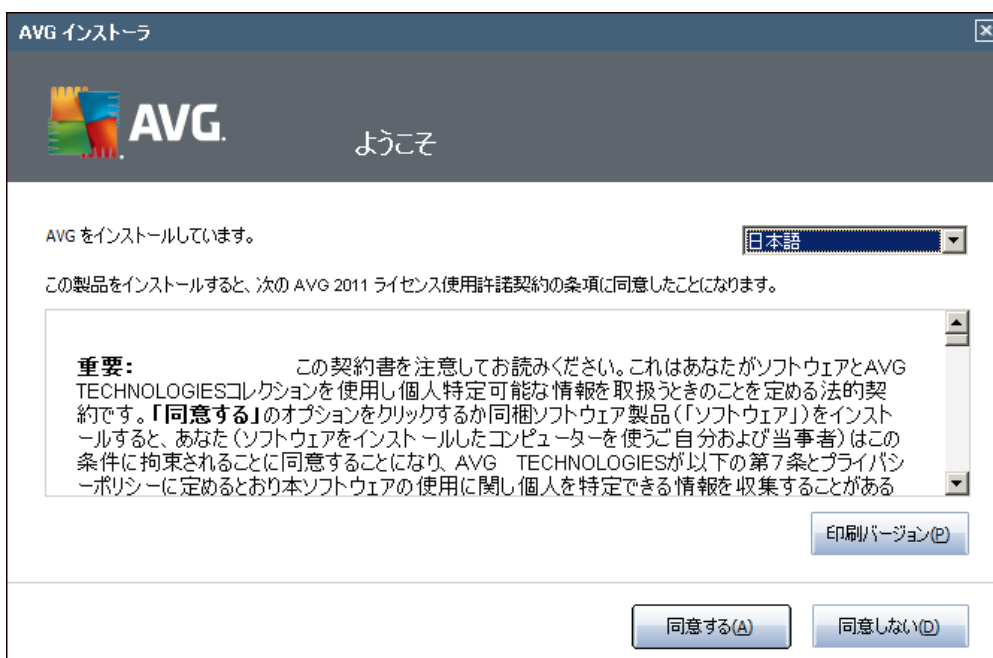 AVG インストーラ
AVG.
ようこそ
AVG をインストールしています。
日本語
この製品をインストールすると、次の AVG 2011 ライセンス使用許諾契約の条項に同意したことになります。
重要: この契約書を注意してお読みください。これはあなたがソフトウェアとAVG
TECHNOLOGIESコレクションを使用し個人特定可能な情報を取扱うときのことを定める法的契
約です。「同意する」のオプションをクリックするか同梱ソフトウェア製品(「ソフトウェア」)をインスト
ールすると、あなた(ソフトウェアをインストールしたコンピューターを使うご自分および当事者)はこの
条件に拘束されることに同意することになり、AVG TECHNOLOGIESが以下の第7条とプライバシ
ーポリシーに定めるとおり本ソフトウェアの使用に関し個人を特定できる情報を収集することがある
印刷バージョン(P)
同意する(A)
同意しない(D)